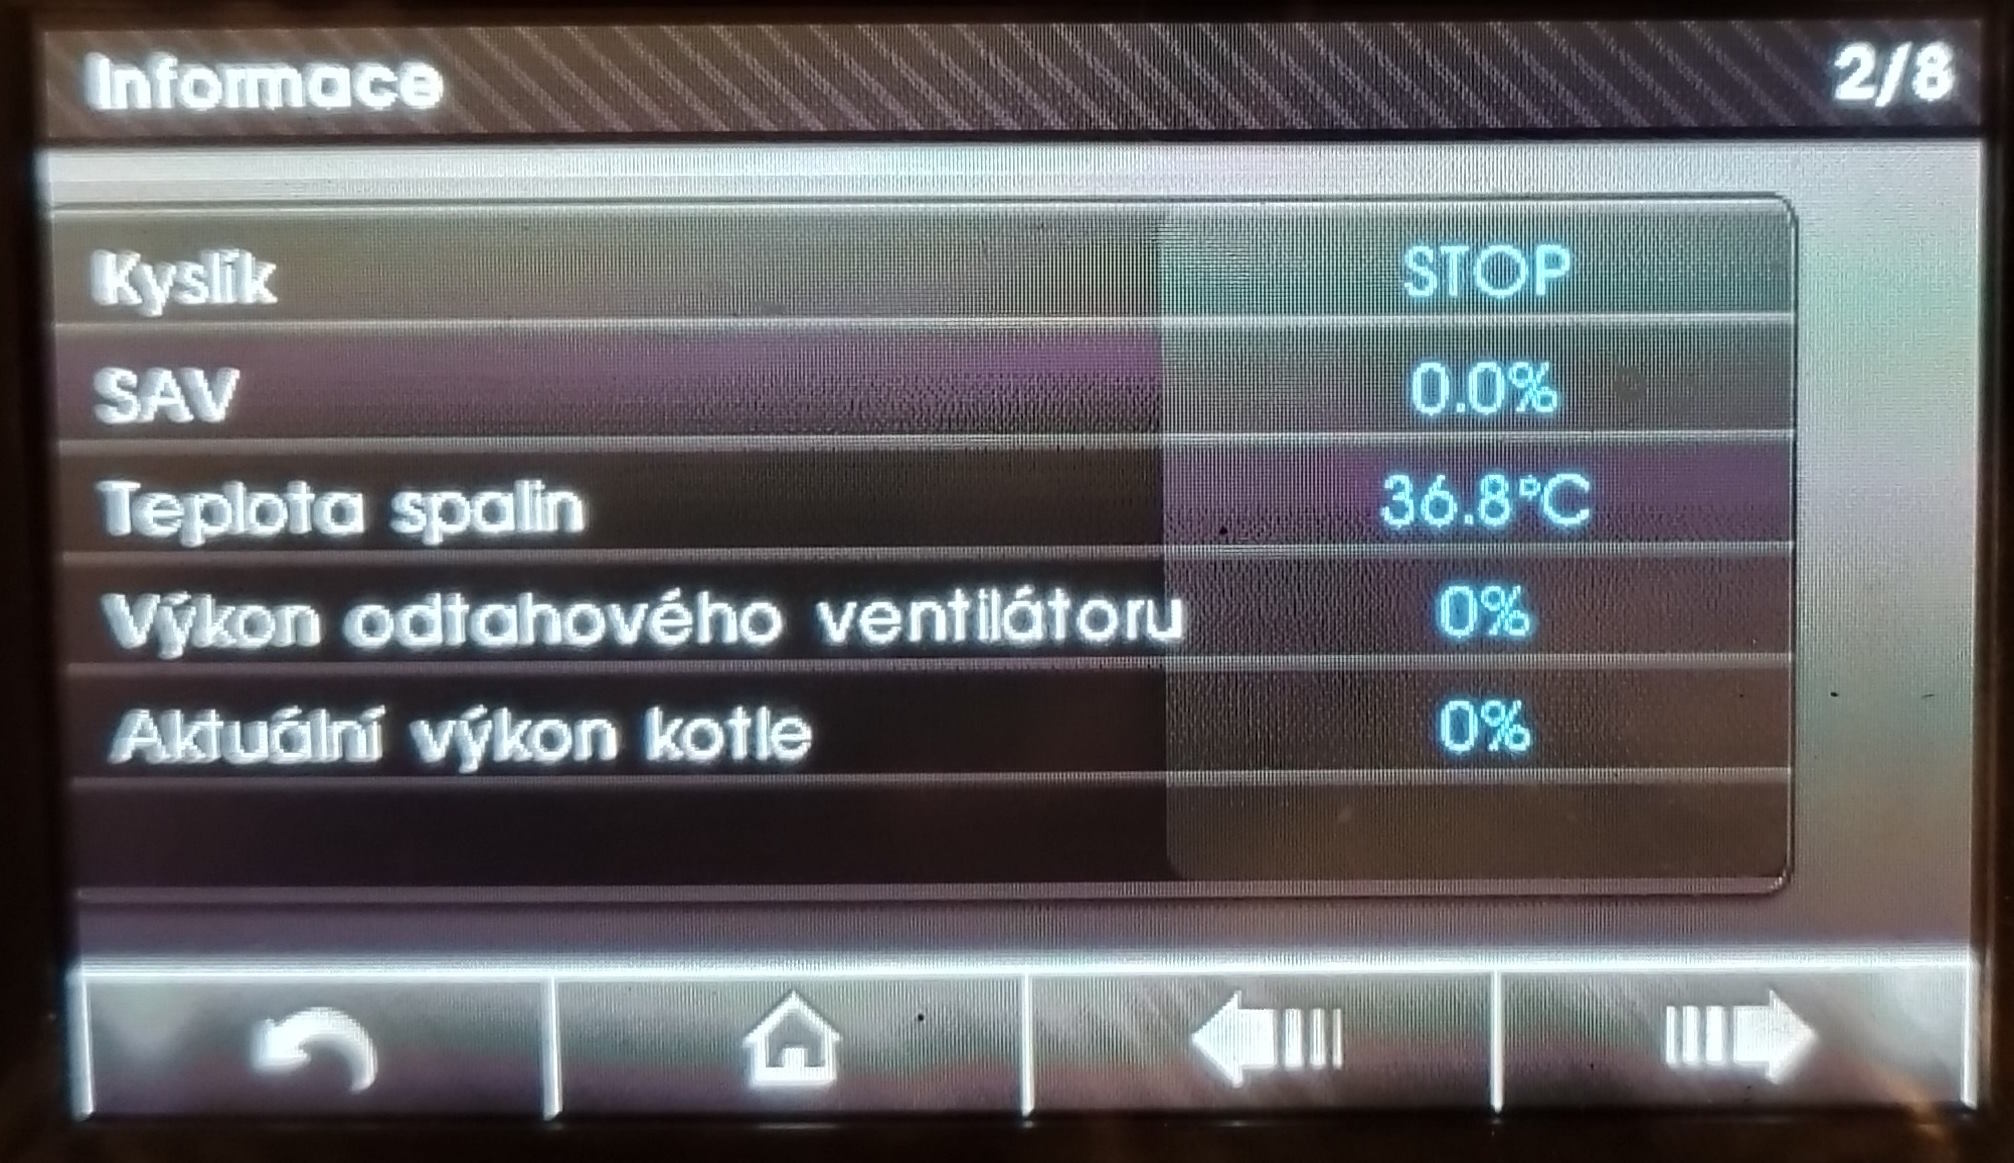 Informace 2/8
Kyslík STOP
SAV 0.0%
Teplota spalin 36.8°C
Výkon odtahového ventilátoru 0%
Aktuální výkon kotle 0%